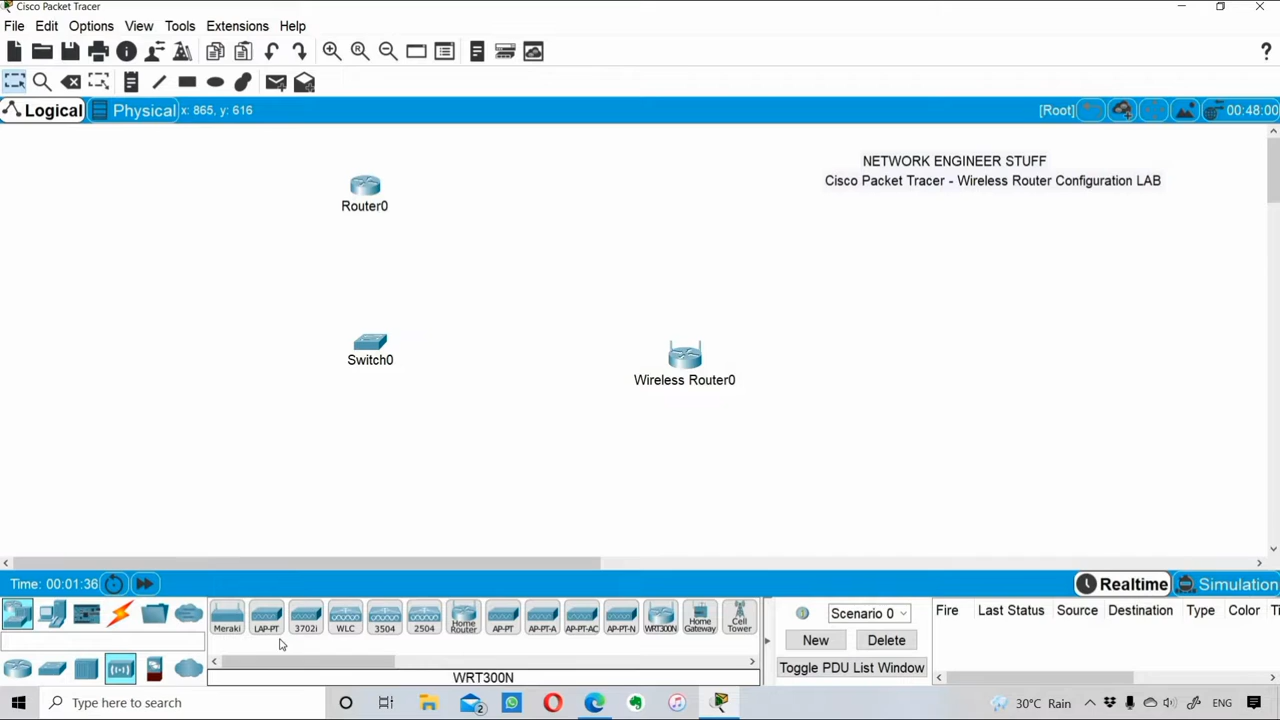 Cisco Packet Tracer
File Edit Options View Tools Extensions Help
?
Logical Physical x: 865, y: 616 [Root] 00:48:00
NETWORK ENGINEER STUFF
Cisco Packet Tracer - Wireless Router Configuration LAB
Router0
Switch0
Wireless Router0
Time: 00:01:36 Realtime Simulation
Meraki LAP-PT 3702i WLC 3504 2504 Home Router AP-PT AP-PT-A AP-PT-AC AP-PT-N WRT300N Home Gateway Cell Tower
WRT300N
Scenario 0
New Delete
Toggle PDU List Window
Fire Last Status Source Destination Type Color
Type here to search
2
30°C Rain ENG